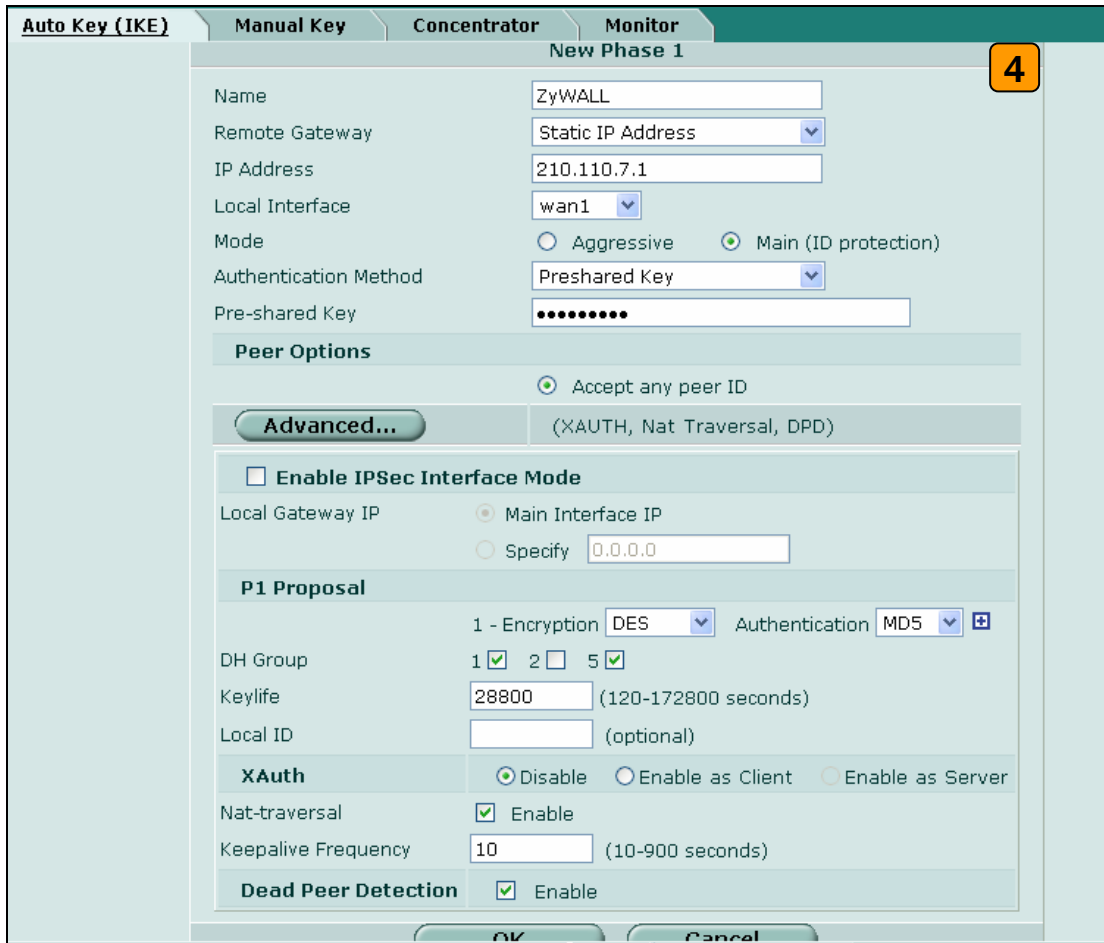 Auto Key (IKE) Manual Key Concentrator Monitor
New Phase 1
4
Name ZyWALL
Remote Gateway Static IP Address
IP Address 210.110.7.1
Local Interface wan1
Mode Aggressive Main (ID protection)
Authentication Method Preshared Key
Pre-shared Key •••••••••
Peer Options
Accept any peer ID
Advanced... (XAUTH, Nat Traversal, DPD)
Enable IPSec Interface Mode
Local Gateway IP Main Interface IP
Specify 0.0.0.0
P1 Proposal
1 - Encryption DES Authentication MD5
DH Group 1 2 5
Keylife 28800 (120-172800 seconds)
Local ID (optional)
XAuth Disable Enable as Client Enable as Server
Nat-traversal Enable
Keepalive Frequency 10 (10-900 seconds)
Dead Peer Detection Enable
OK Cancel